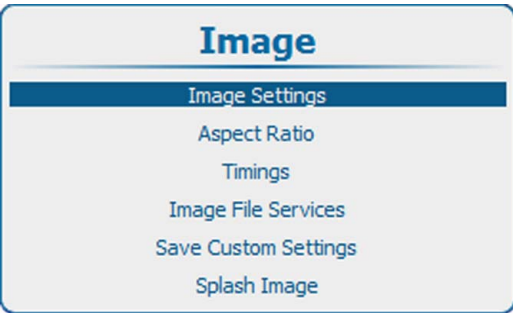 Image
Image Settings
Aspect Ratio
Timings
Image File Services
Save Custom Settings
Splash Image